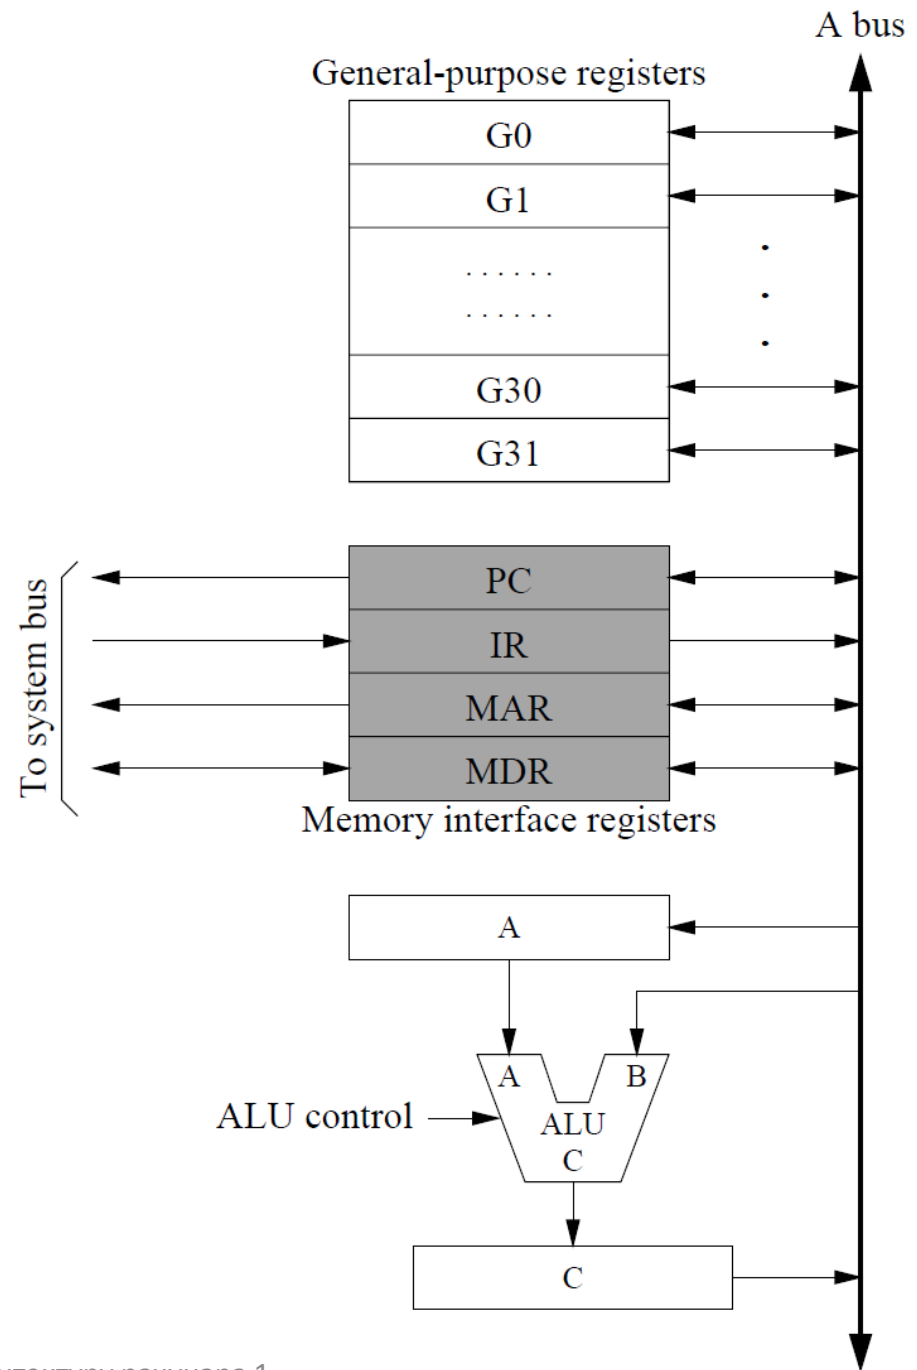 A bus
General-purpose registers
G0
G1
. . . . . .
. . . . . .
G30
G31
To system bus
PC
IR
MAR
MDR
Memory interface registers
A
A
B
ALU control
ALU
C
C